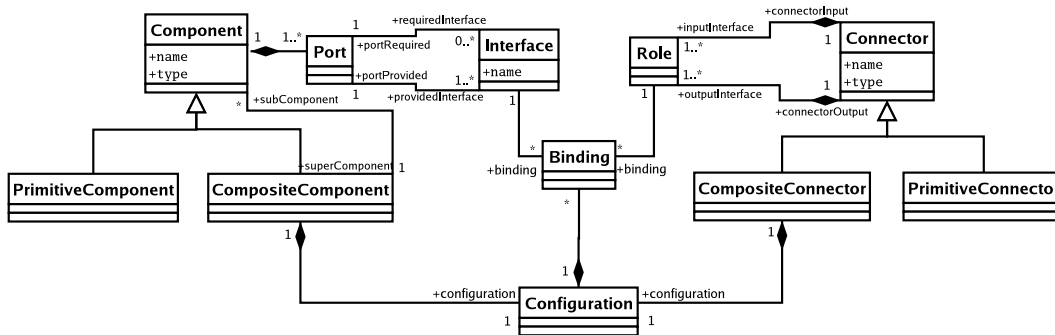 Component
+name
+type
1
1..*
Port
1
+requiredInterface
+portRequired
0..*
+portProvided
1..*
1
+providedInterface
Interface
+name
1
Role
+inputInterface
+connectorInput
1..*
1
1..*
1
+outputInterface
+connectorOutput
1
Connector
+name
+type
*
+subComponent
+superComponent
1
PrimitiveComponent
CompositeComponent
Binding
*
+binding
*
+binding
*
CompositeConnector
PrimitiveConnector
1
1
1
+configuration
Configuration
+configuration
1
1